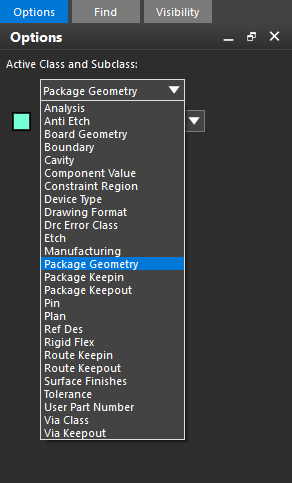 Options Find Visibility
Options
Active Class and Subclass:
Package Geometry
Analysis
Anti Etch
Board Geometry
Boundary
Cavity
Component Value
Constraint Region
Device Type
Drawing Format
Drc Error Class
Etch
Manufacturing
Package Geometry
Package Keepin
Package Keepout
Pin
Plan
Ref Des
Rigid Flex
Route Keepin
Route Keepout
Surface Finishes
Tolerance
User Part Number
Via Class
Via Keepout